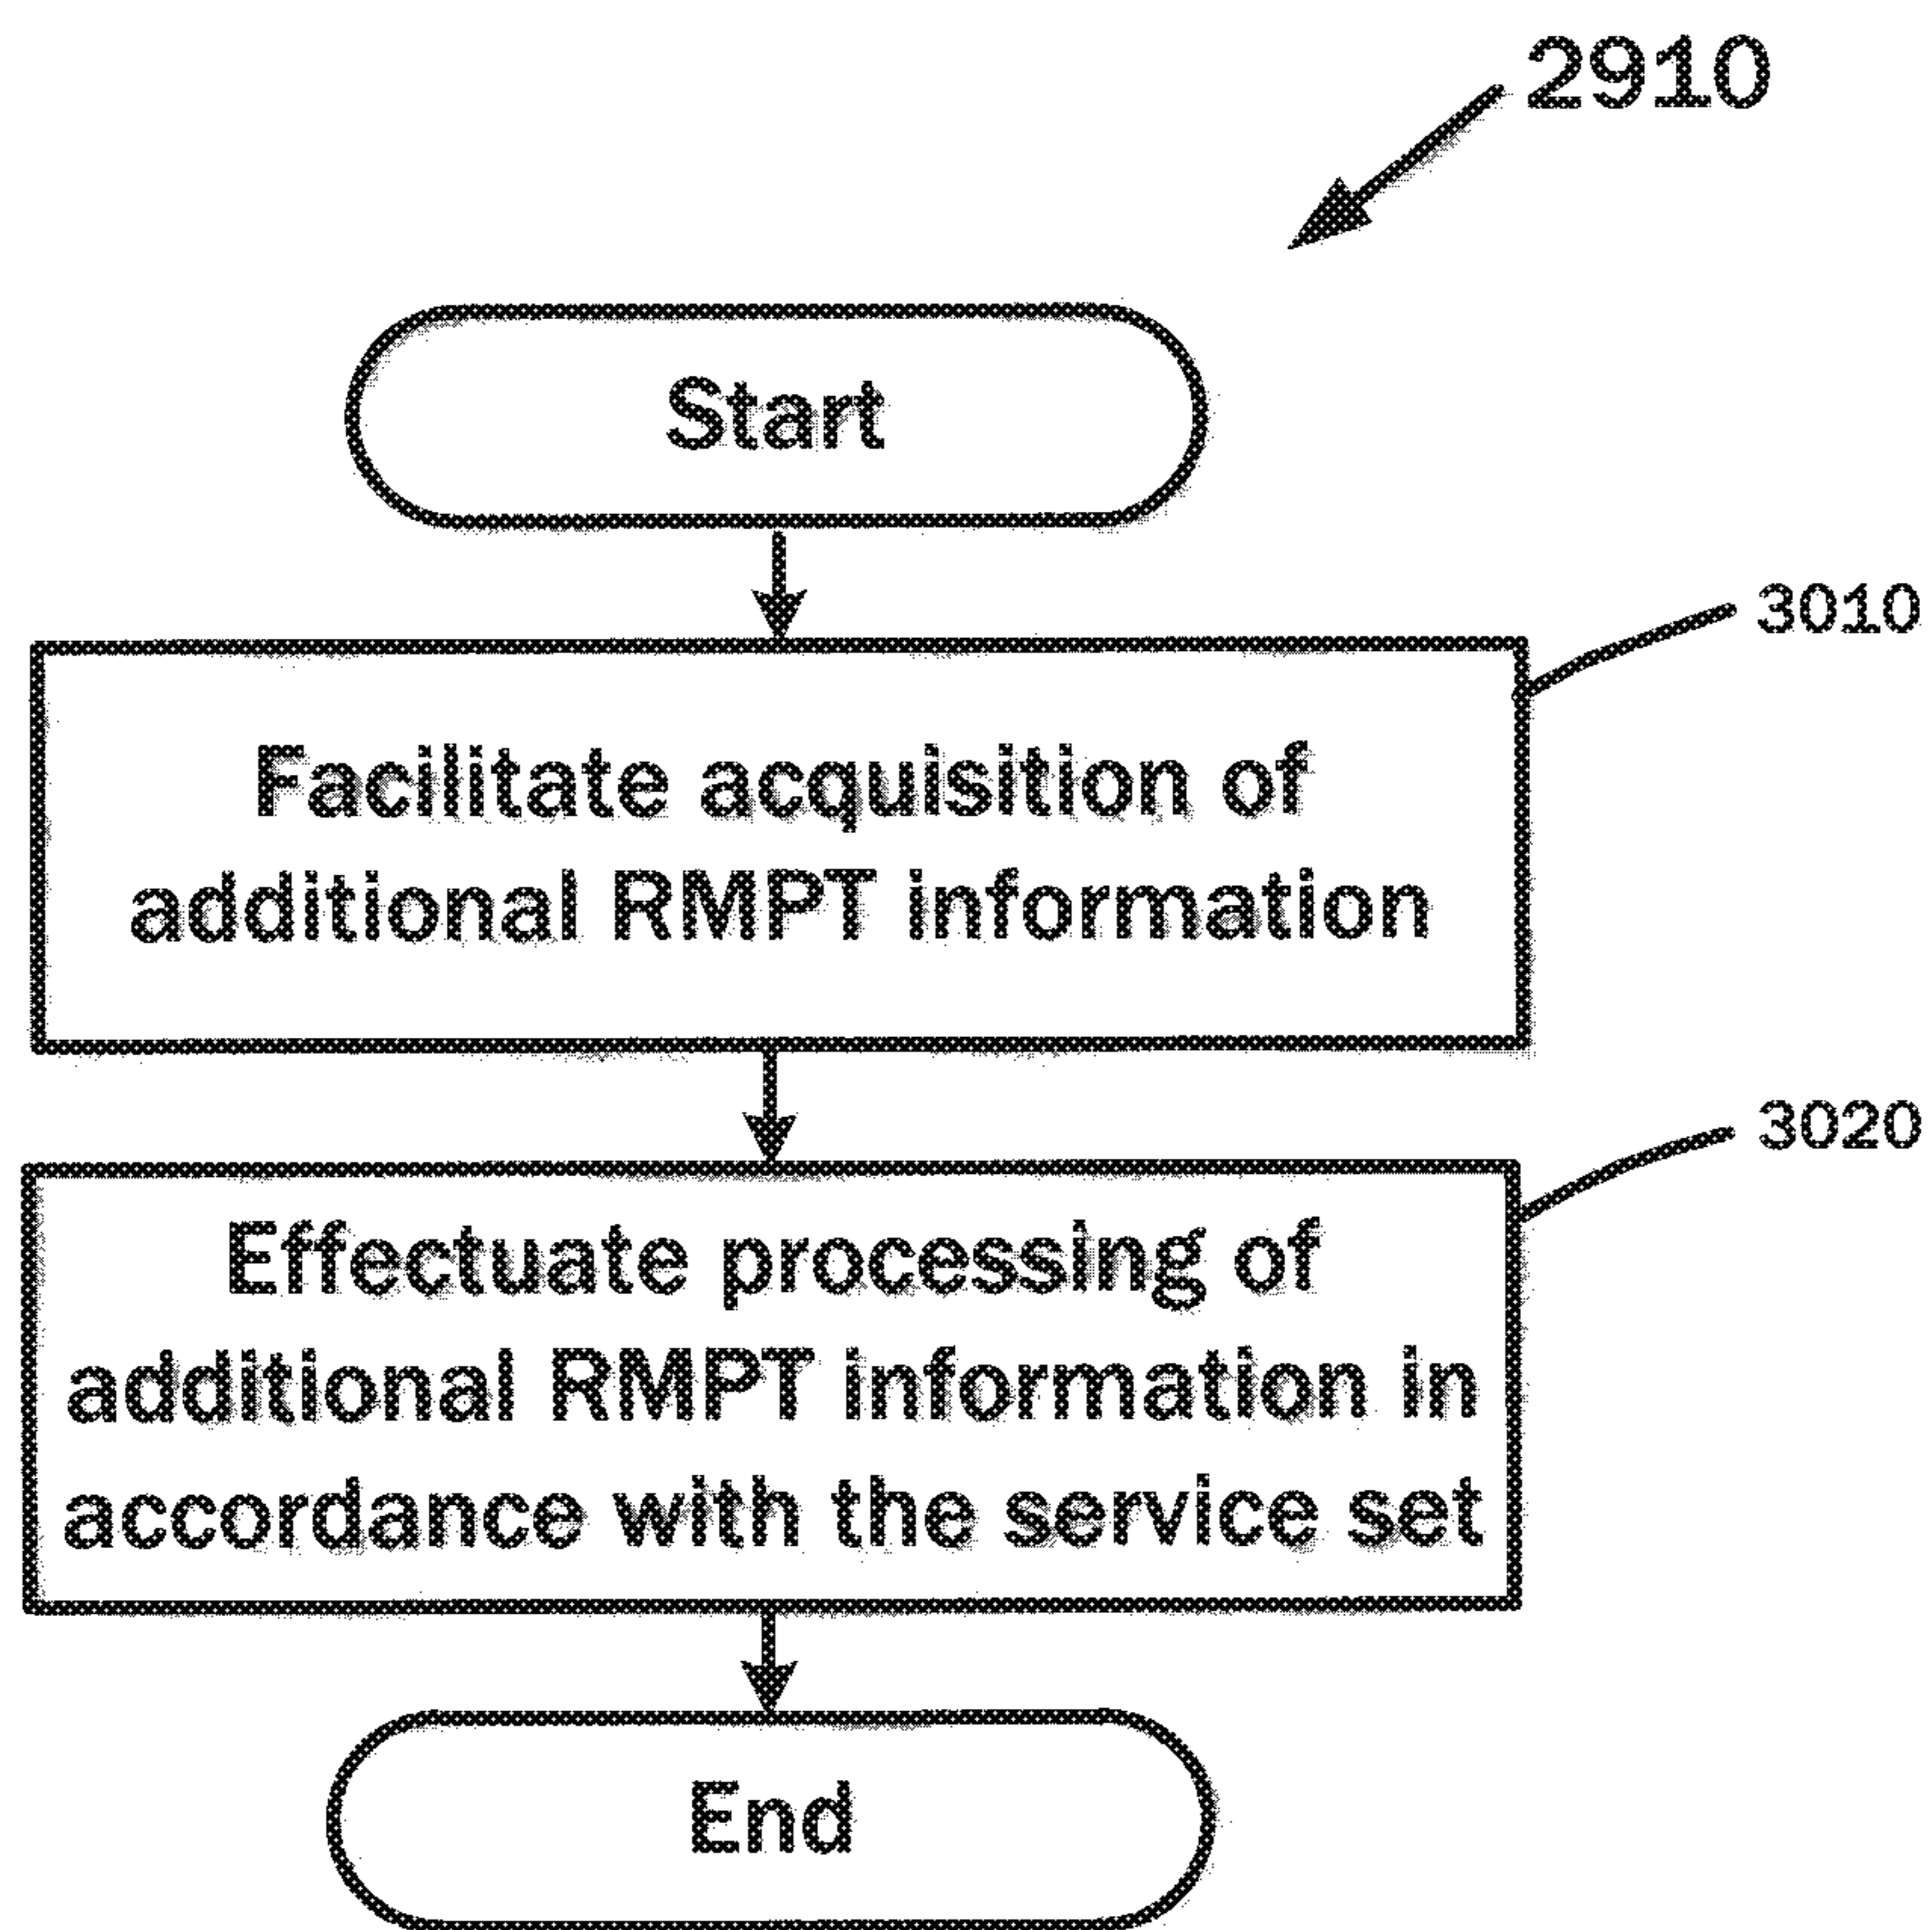 2910
Start
3010
Facilitate acquisition of
additional RMPT information
3020
Effectuate processing of
additional RMPT information in
accordance with the service set
End